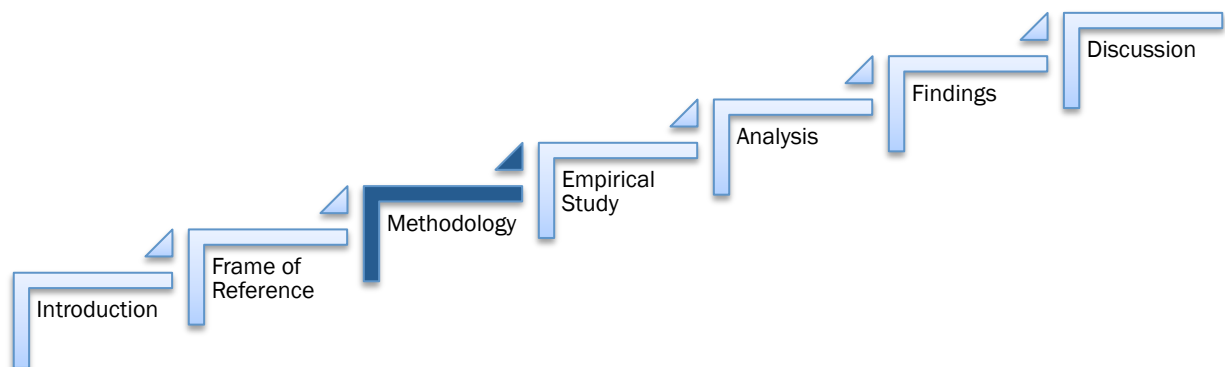 Introduction
Frame of
Reference
Methodology
Empirical
Study
Analysis
Findings
Discussion